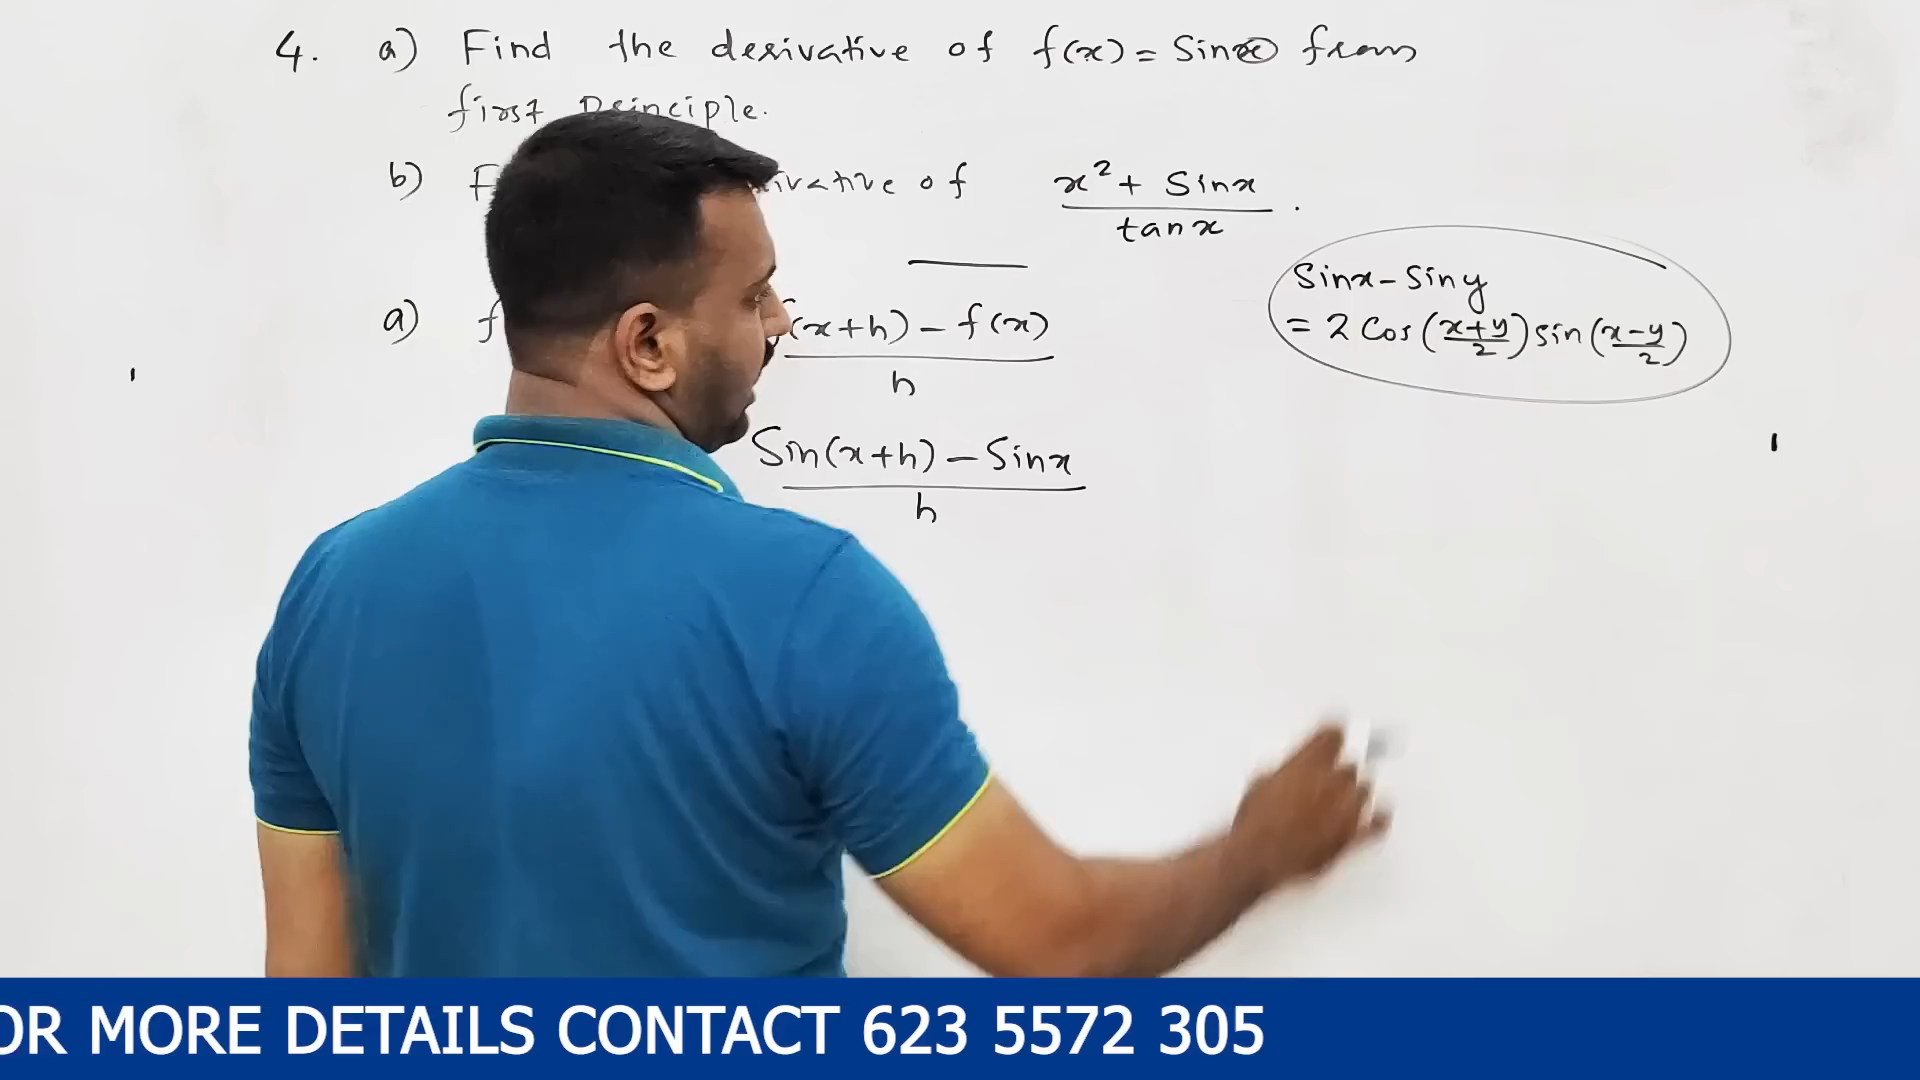 4. a) Find the derivative of f(x) = Sinx from
first Principle.
b) of x² + Sinx / tanx .
a) f (x+h) - f(x) / h
Sinx - Siny
= 2 Cos(x+y/2) sin(x-y/2)
Sin(x+h) - Sinx / h
OR MORE DETAILS CONTACT 623 5572 305